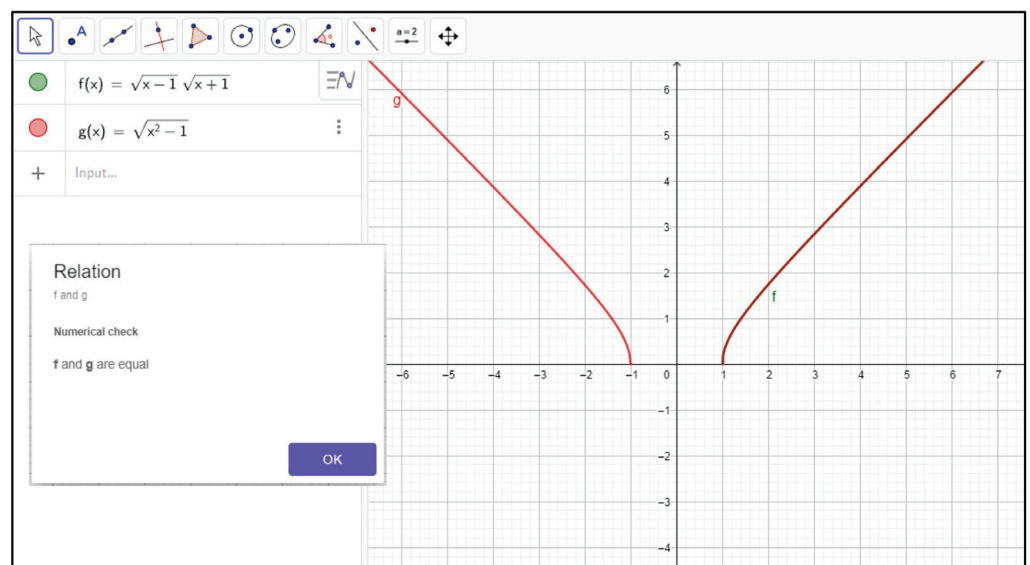 A
a = 2
f(x) = √(x − 1) √(x + 1)
g(x) = √(x² − 1)
+ Input...
Relation
f and g
Numerical check
f and g are equal
OK
g
f
6
5
4
3
2
1
−6 −5 −4 −3 −2 −1 0 1 2 3 4 5 6 7
−1
−2
−3
−4